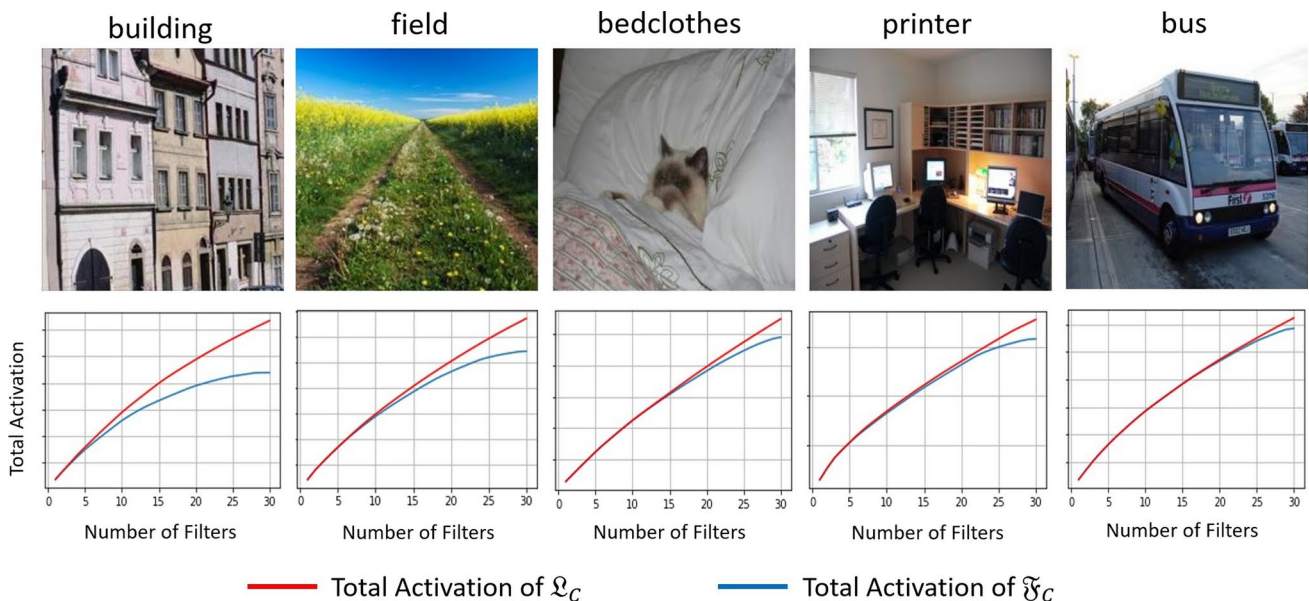 building field bedclothes printer bus
First
Total Activation
0 5 10 15 20 25 30 0 5 10 15 20 25 30 0 5 10 15 20 25 30 0 5 10 15 20 25 30 0 5 10 15 20 25 30
Number of Filters Number of Filters Number of Filters Number of Filters Number of Filters
Total Activation of 𝔏_C Total Activation of 𝔉_C